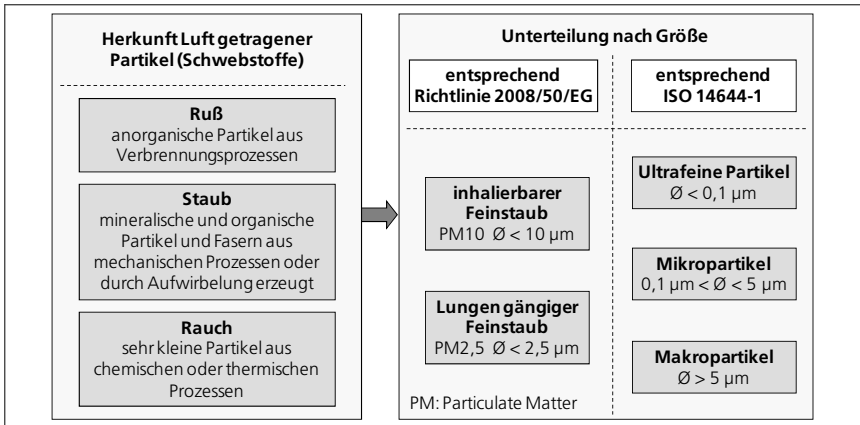 Herkunft Luft getragener
Partikel (Schwebstoffe)
Ruß
anorganische Partikel aus
Verbrennungsprozessen
Staub
mineralische und organische
Partikel und Fasern aus
mechanischen Prozessen oder
durch Aufwirbelung erzeugt
Rauch
sehr kleine Partikel aus
chemischen oder thermischen
Prozessen
Unterteilung nach Größe
entsprechend
Richtlinie 2008/50/EG
inhalierbarer
Feinstaub
PM10 Ø < 10 µm
Lungen gängiger
Feinstaub
PM2,5 Ø < 2,5 µm
PM: Particulate Matter
entsprechend
ISO 14644-1
Ultrafeine Partikel
Ø < 0,1 µm
Mikropartikel
0,1 µm < Ø < 5 µm
Makropartikel
Ø > 5 µm